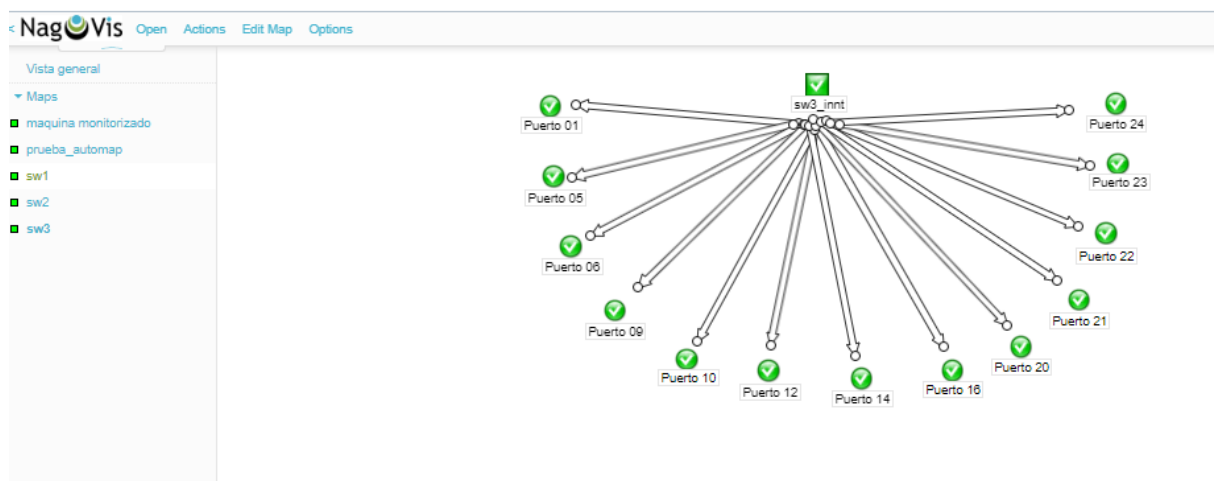 < NagVis Open Actions Edit Map Options
Vista general
Maps
maquina monitorizado
prueba_automap
sw1
sw2
sw3
sw3_innt
Puerto 01
Puerto 24
Puerto 05
Puerto 23
Puerto 06
Puerto 22
Puerto 09
Puerto 21
Puerto 10
Puerto 12
Puerto 14
Puerto 16
Puerto 20